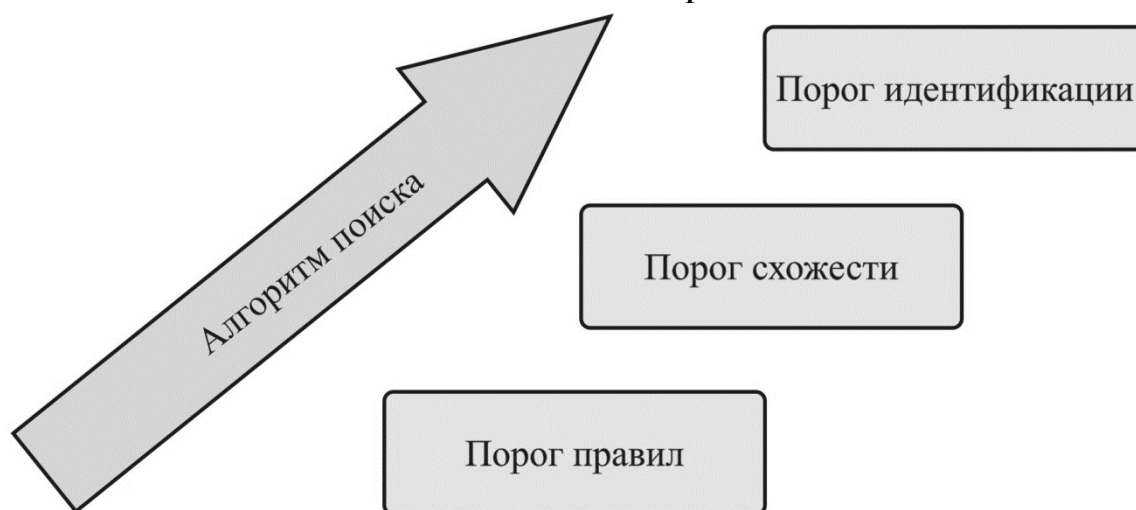 Порог идентификации
Порог схожести
Алгоритм поиска
Порог правил